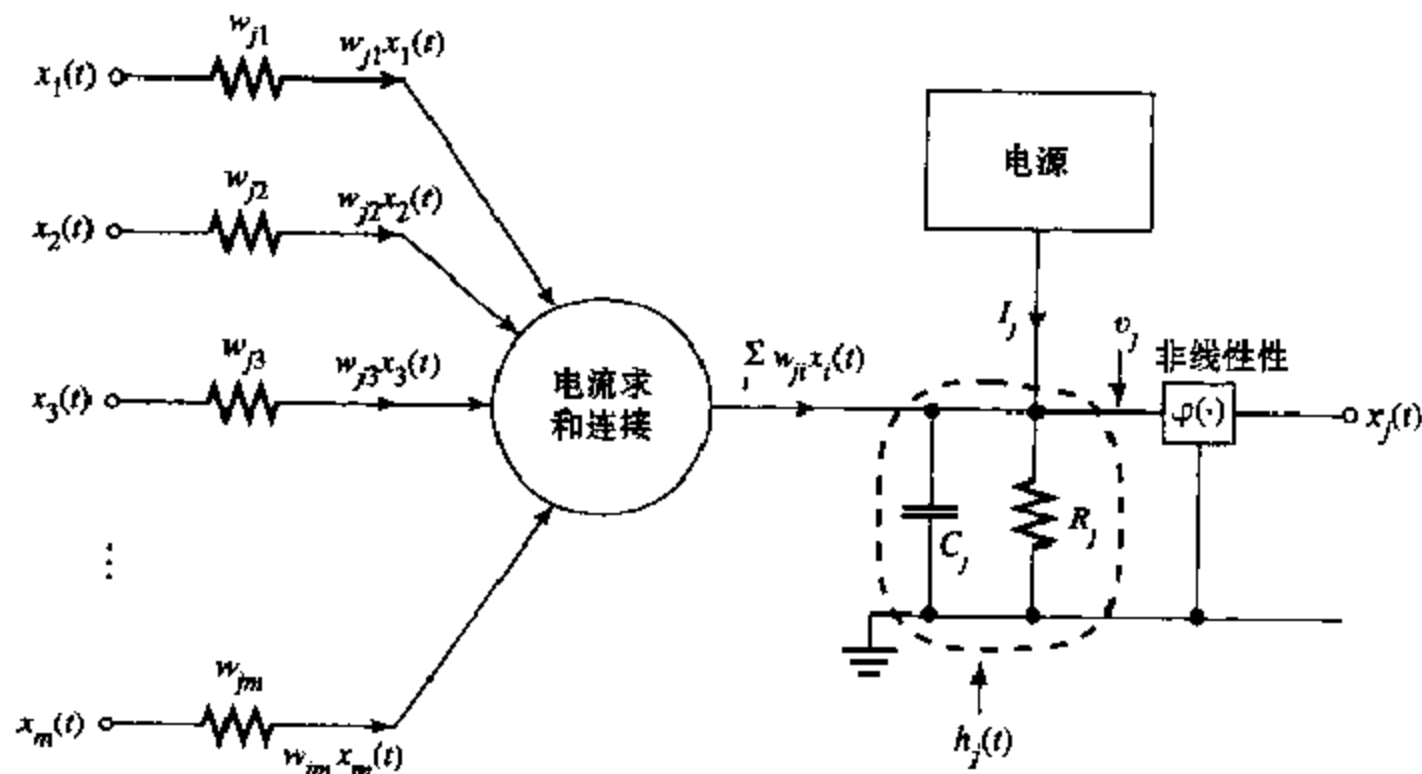 w_{j1}
w_{j1}x_1(t)
x_1(t)
电源
w_{j2}
w_{j2}x_2(t)
x_2(t)
I_j
v_j
非线性性
w_{j3}
w_{j3}x_3(t)
x_3(t)
电流求
和连接
\sum_i w_{ji}x_i(t)
φ(·)
x_j(t)
C_j
R_j
⋮
w_{jm}
x_m(t)
w_{jm}x_m(t)
h_j(t)